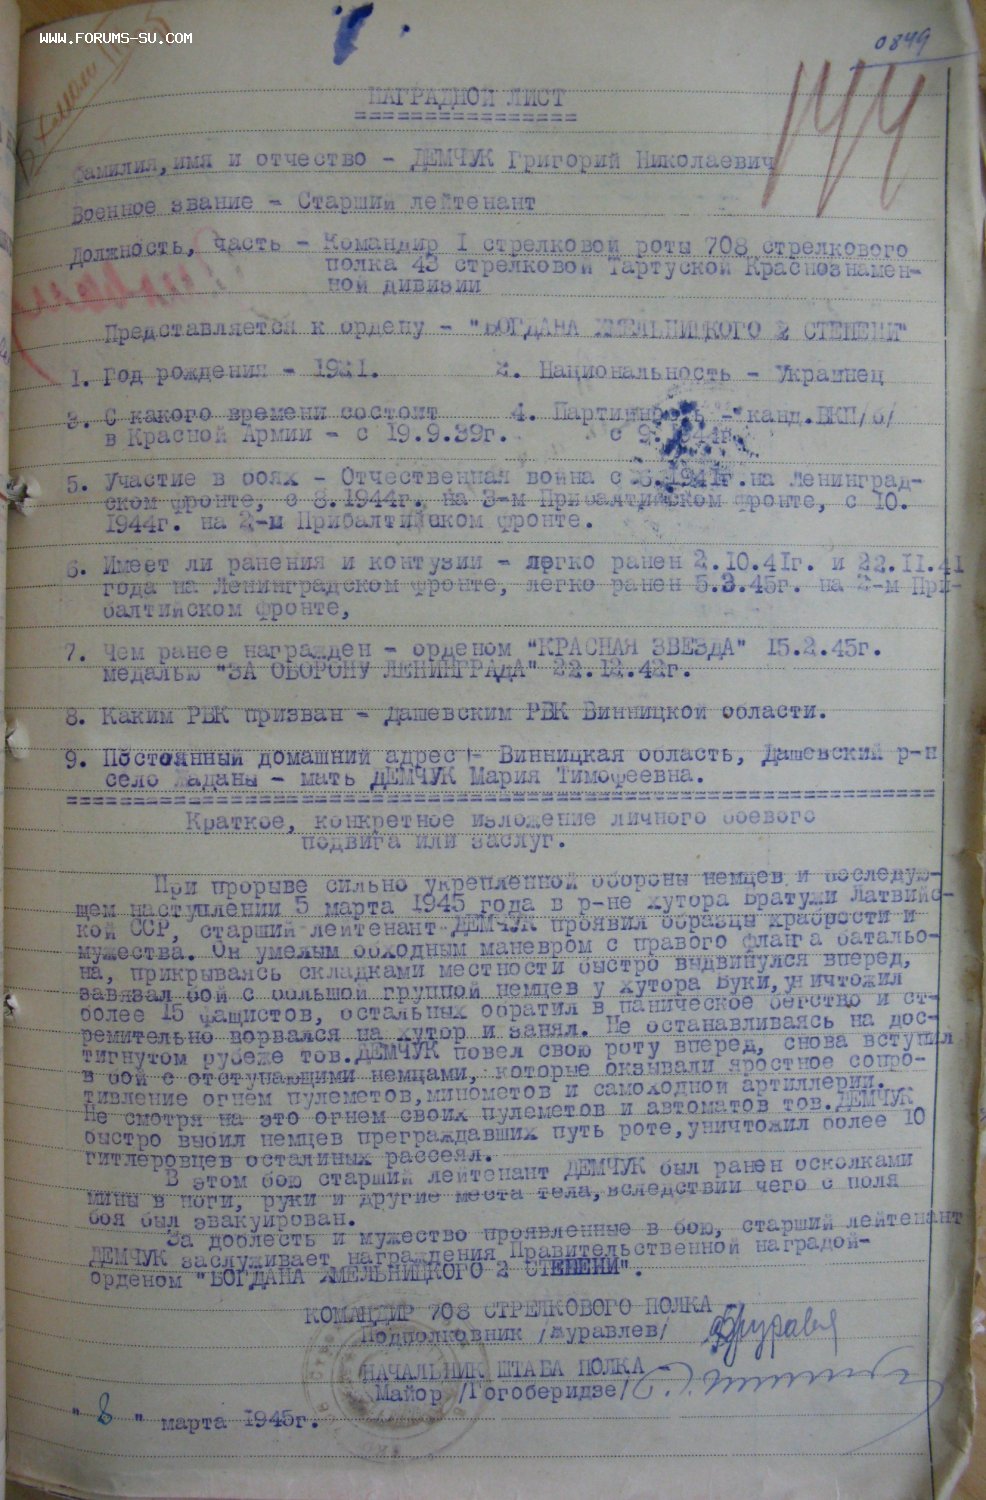 WWW.FORUMS-SU.COM
0849
НАГРАДНОЙ ЛИСТ
Фамилия, имя и отчество - ДЕМЧУК Григорий Николаевич
Военное звание - Старший лейтенант
Должность, часть - Командир I стрелковой роты 708 стрелкового
полка 43 стрелковой Тартуской Краснознамен-
ной дивизии
Представляется к ордену - "БОГДАНА ХМЕЛЬНИЦКОГО 2 СТЕПЕНИ"
1. Год рождения - 1921. 2. Национальность - Украинец
3. С какого времени состоит 4. Партийность - канд.ВКП/б/
в Красной Армии - с 19.9.39г. с
5. Участие в боях - Отечественная война с 1941г. на Ленинград-
ском фронте, с 8.1944г. на 3-м Прибалтийском фронте, с 10.
1944г. на 2-м Прибалтийском фронте.
6. Имеет ли ранения и контузии - легко ранен 2.10.41г. и 22.11.41
года на Ленинградском фронте, легко ранен 5.3.45г. на 2-м При-
балтийском фронте,
7. Чем ранее награжден - орденом "КРАСНАЯ ЗВЕЗДА" 15.2.45г.
медалью "ЗА ОБОРОНУ ЛЕНИНГРАДА" 22.12.42г.
8. Каким РВК призван - Дашевским РВК Винницкой области.
9. Постоянный домашний адрес - Винницкая область, Дашевский р-н
село Жаданы - мать ДЕМЧУК Мария Тимофеевна.
Краткое, конкретное изложение личного боевого
подвига или заслуг.
При прорыве сильно укрепленной обороны немцев и последую-
щем наступлении 5 марта 1945 года в р-не хутора Братужи Латвийс-
кой ССР, старший лейтенант ДЕМЧУК проявил образцы храбрости и
мужества. Он умелым обходным маневром с правого фланга батальо-
на, прикрываясь складками местности быстро выдвинулся вперед,
завязал бой с большой группой немцев у хутора Буки, уничтожил
более 15 фашистов, остальных обратил в паническое бегство и ст-
ремительно ворвался на хутор и занял. Не останавливаясь на дос-
тигнутом рубеже тов.ДЕМЧУК повел свою роту вперед, снова вступил
в бой с отступающими немцами, которые окзывали яростное сопро-
тивление огнем пулеметов, минометов и самоходной артиллерии.
Не смотря на это огнем своих пулеметов и автоматов тов.ДЕМЧУК
быстро выбил немцев преграждавших путь роте, уничтожил более 10
гитлеровцев осталиных рассеял.
В этом бою старший лейтенант ДЕМЧУК был ранен осколками
мины в ноги, руки и другие места тела, вследствии чего с поля
боя был эвакуирован.
За доблесть и мужество проявленные в бою, старший лейтенант
ДЕМЧУК заслуживает награждения Правительственной наградой-
орденом "БОГДАНА ХМЕЛЬНИЦКОГО 2 СТЕПЕНИ".
КОМАНДИР 708 СТРЕЛКОВОГО ПОЛКА -
Подполковник /Журавлев/
НАЧАЛЬНИК ШТАБА ПОЛКА -
Майор /Гогоберидзе/
" 8 " марта 1945г.